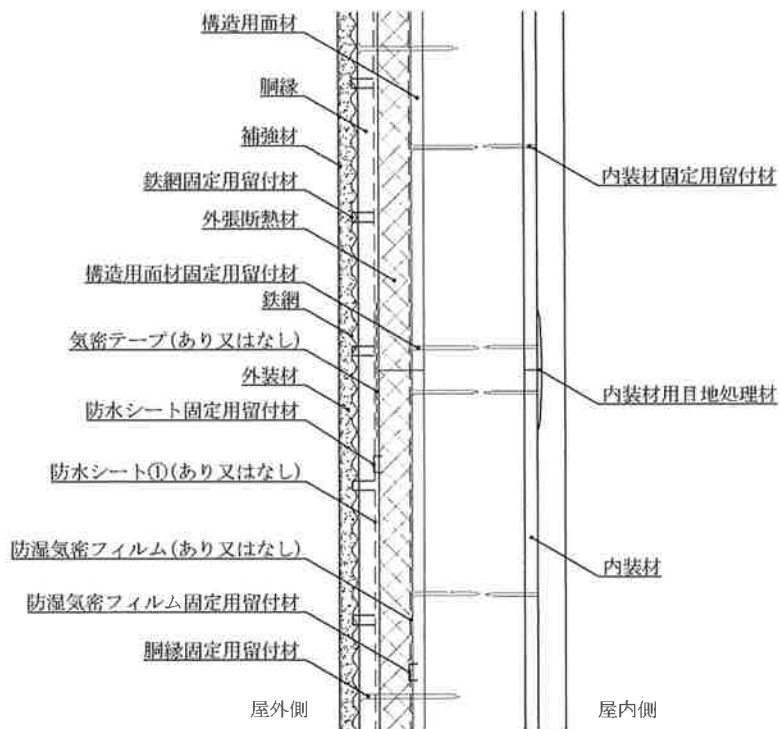 構造用面材
胴縁
補強材
鉄網固定用留付材
外張断熱材
構造用面材固定用留付材
鉄網
気密テープ(あり又はなし)
外装材
防水シート固定用留付材
防水シート①(あり又はなし)
防湿気密フィルム(あり又はなし)
防湿気密フィルム固定用留付材
胴縁固定用留付材
屋外側
内装材固定用留付材
内装材用目地処理材
内装材
屋内側